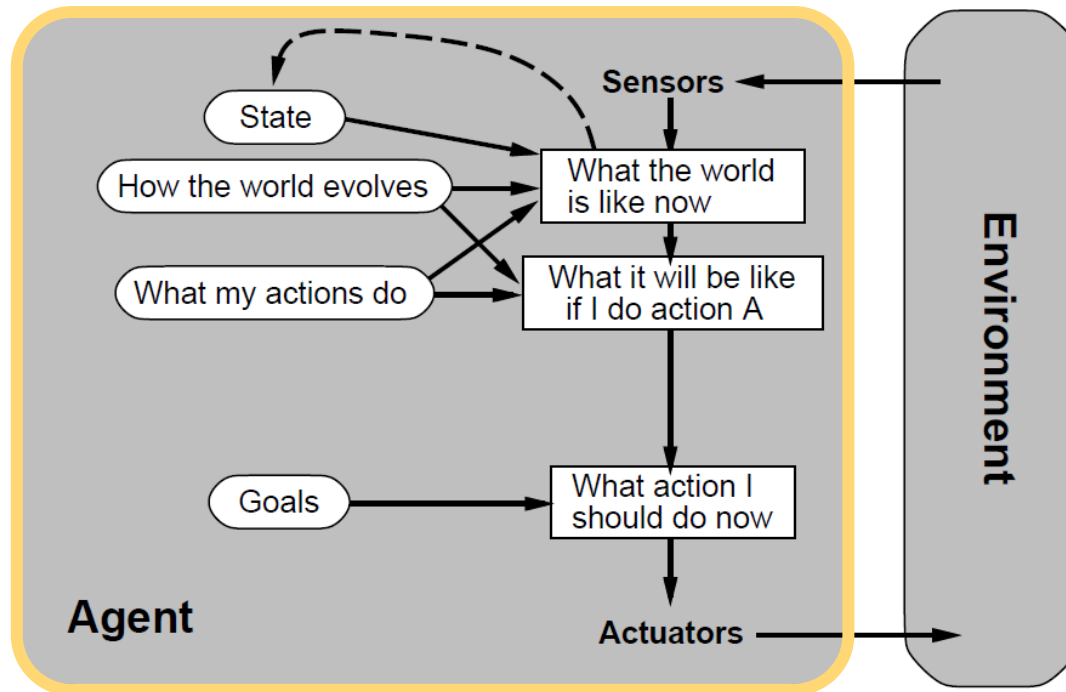 Sensors
State
What the world
is like now
How the world evolves
What it will be like
if I do action A
What my actions do
Goals
What action I
should do now
Agent
Actuators
Environment